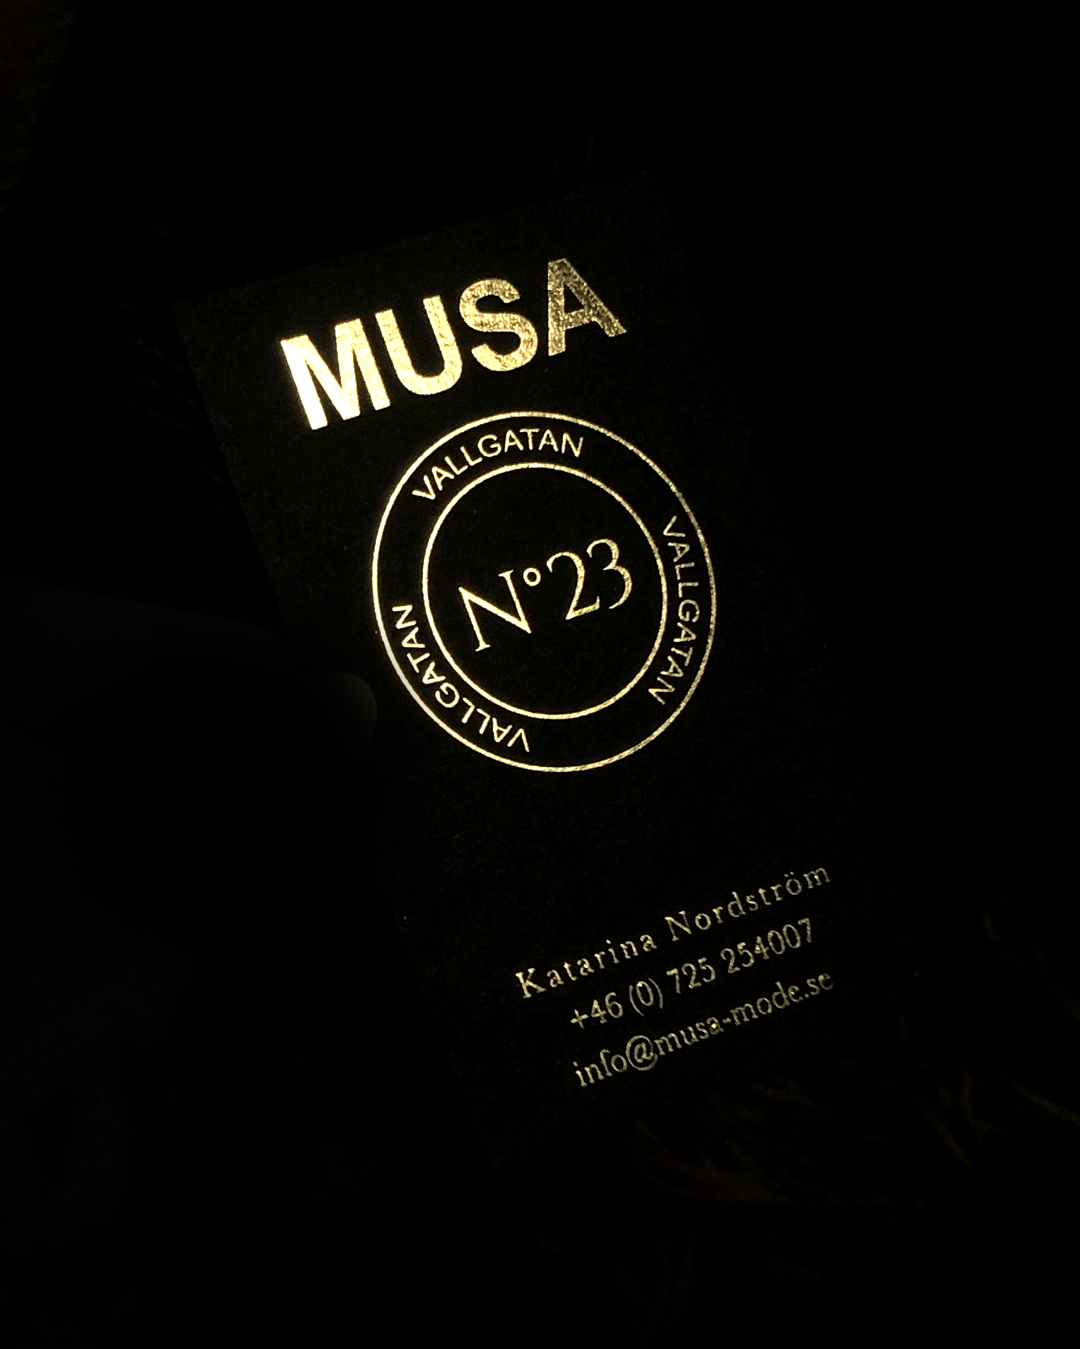 MUSA
VALLGATAN
VALLGATAN
VALLGATAN
N°23
Katarina Nordström
+46 (0) 725 254007
info@musa-mode.se